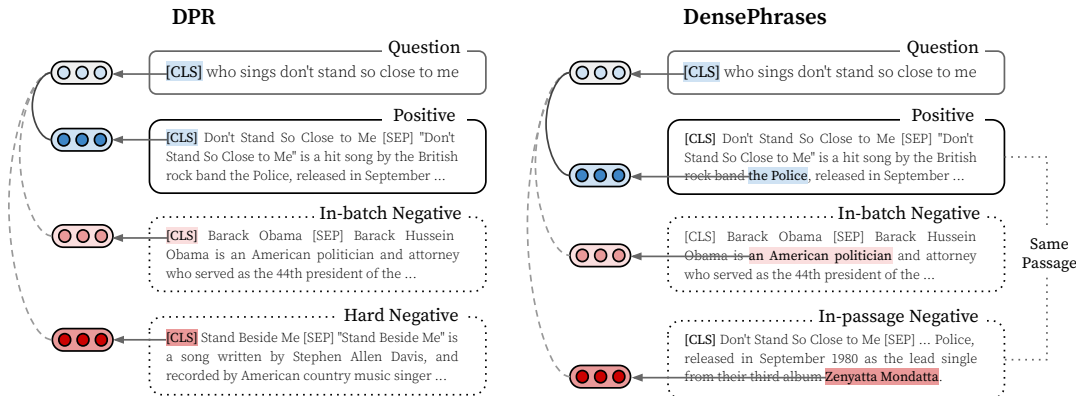 DPR
Question
[CLS] who sings don't stand so close to me
Positive
[CLS] Don't Stand So Close to Me [SEP] "Don't
Stand So Close to Me" is a hit song by the British
rock band the Police, released in September ...
In-batch Negative
[CLS] Barack Obama [SEP] Barack Hussein
Obama is an American politician and attorney
who served as the 44th president of the ...
Hard Negative
[CLS] Stand Beside Me [SEP] "Stand Beside Me" is
a song written by Stephen Allen Davis, and
recorded by American country music singer ...
DensePhrases
Question
[CLS] who sings don't stand so close to me
Positive
[CLS] Don't Stand So Close to Me [SEP] "Don't
Stand So Close to Me" is a hit song by the British
rock band the Police, released in September ...
In-batch Negative
[CLS] Barack Obama [SEP] Barack Hussein
Obama is an American politician and attorney
who served as the 44th president of the ...
In-passage Negative
[CLS] Don't Stand So Close to Me [SEP] ... Police,
released in September 1980 as the lead single
from their third album Zenyatta Mondatta.
Same
Passage